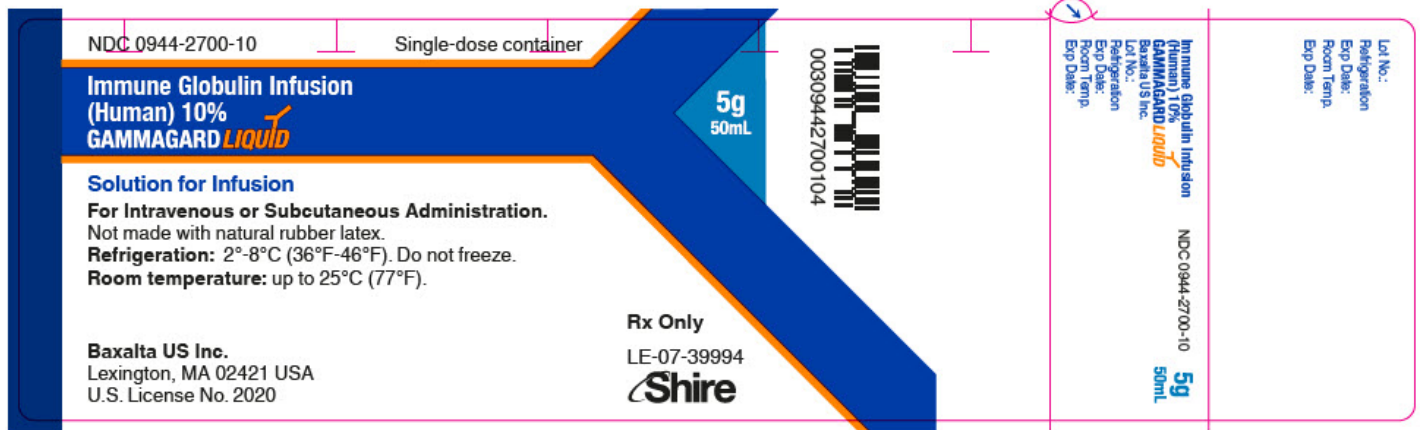 NDC 0944-2700-10 Single-dose container
Immune Globulin Infusion
(Human) 10%
GAMMAGARD LIQUID
5g
50mL
Solution for Infusion
For Intravenous or Subcutaneous Administration.
Not made with natural rubber latex.
Refrigeration: 2°-8°C (36°F-46°F). Do not freeze.
Room temperature: up to 25°C (77°F).
Baxalta US Inc.
Lexington, MA 02421 USA
U.S. License No. 2020
Rx Only
LE-07-39994
Shire
00309442700104
Immune Globulin Infusion
(Human) 10%
GAMMAGARD LIQUID
Baxalta US Inc.
Lot No.:
Refrigeration
Exp Date:
Room Temp.
Exp Date:
NDC 0944-2700-10
5g
50mL
Lot No.:
Refrigeration
Exp Date:
Room Temp.
Exp Date: